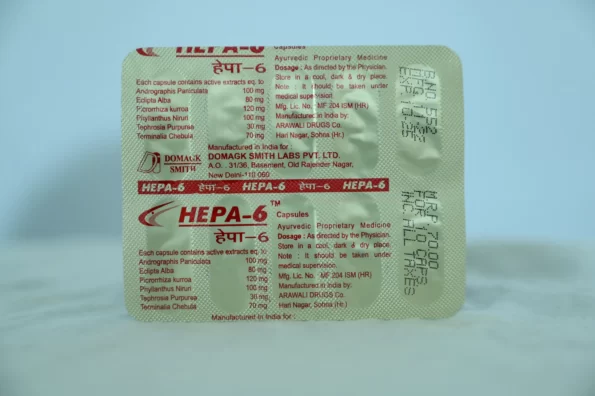 HEPA-6
हेपा-6
Each capsule contains active extracts eq. to
Andrographis Paniculata 100 mg
Eclipta Alba 80 mg
Picrorrhiza kurroa 120 mg
Phyllanthus Niruri 100 mg
Tephrosia Purpurea 30 mg
Terminalia Chebula 70 mg
Capsules
Ayurvedic Proprietary Medicine
Dosage : As directed by the Physician.
Store in a cool, dark & dry place.
Note : It should be taken under
medical supervision.
Mfg. Lic. No. MF 204 ISM (HR)
Manufactured in India by:
ARAWALI DRUGS Co.
Hari Nagar, Sohna (Hr.)
DOMAGK
SMITH
Manufactured in India for :
DOMAGK SMITH LABS PVT. LTD.
A.O. 31/36, Basement, Old Rajender Nagar,
New Delhi-110 060
HEPA-6 हेपा-6 HEPA-6 हेपा-6 HEPA-6
HEPA-6™
हेपा-6
Each capsule contains active extracts eq. to
Andrographis Paniculata 100 mg
Eclipta Alba 80 mg
Picrorrhiza kurroa 120 mg
Phyllanthus Niruri 100 mg
Tephrosia Purpurea 30 mg
Terminalia Chebula 70 mg
Manufactured in India for :
Capsules
Ayurvedic Proprietary Medicine
Dosage : As directed by the Physician.
Store in a cool, dark & dry place.
Note : It should be taken under
medical supervision.
Mfg. Lic. No. MF 204 ISM (HR)
Manufactured in India by:
ARAWALI DRUGS Co.
Hari Nagar, Sohna (Hr.)
M.R.P. 70.00
FOR 10 CAPS
INC ALL TAXES